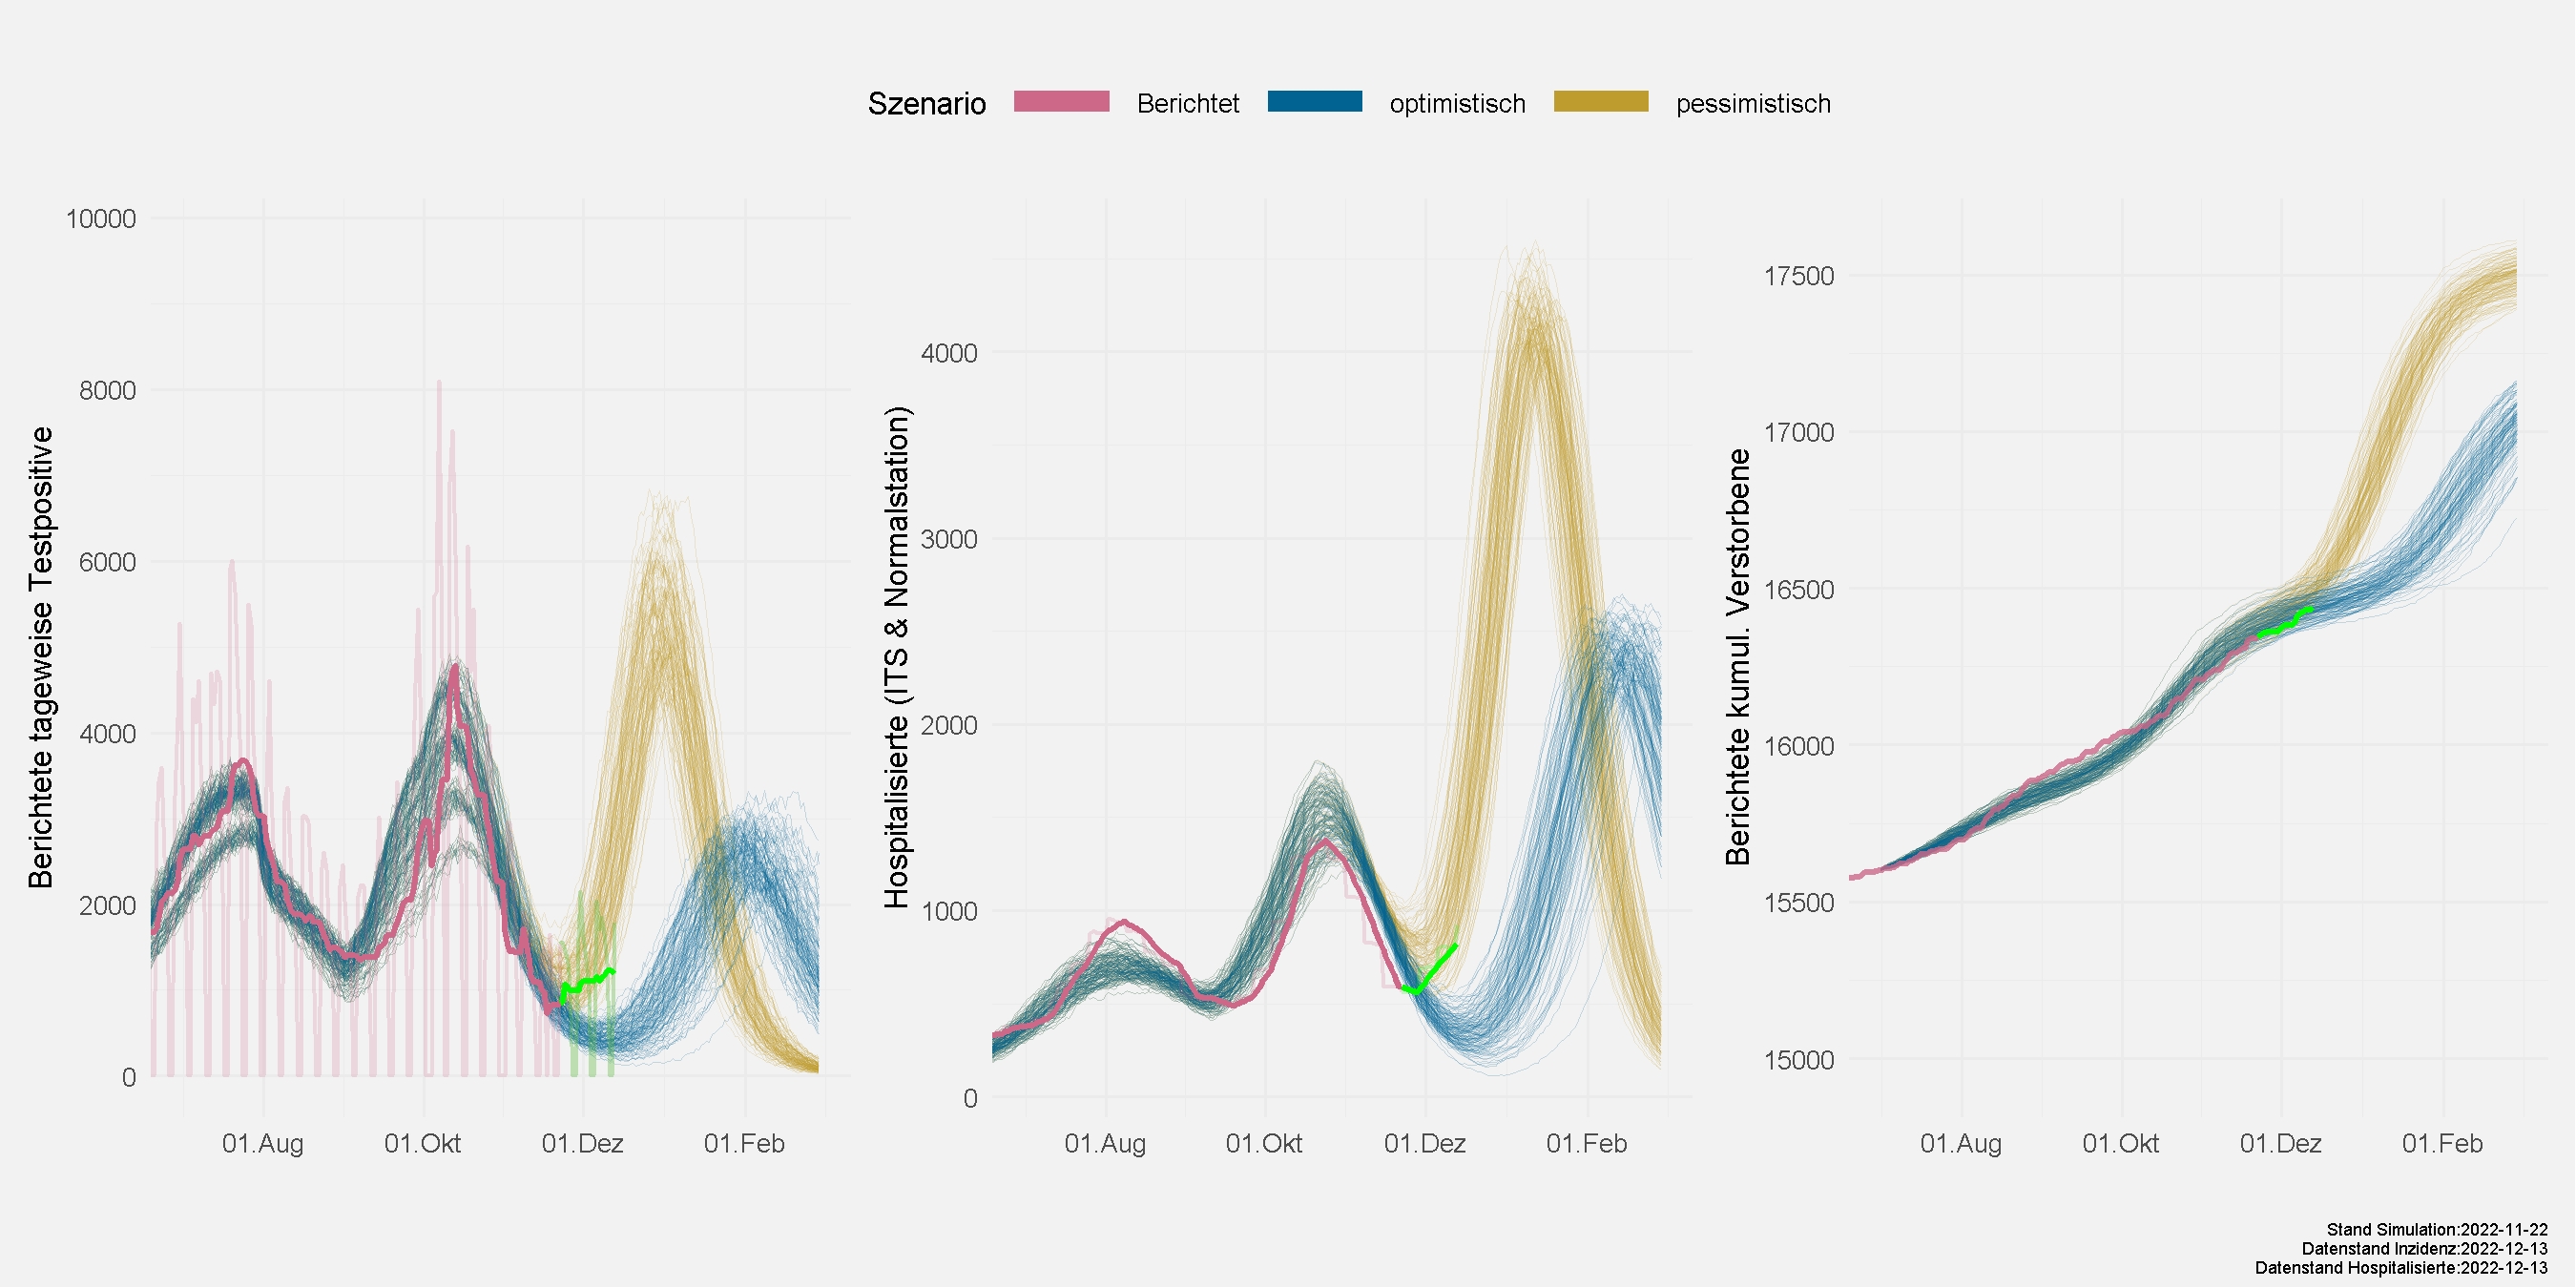 Szenario Berichtet optimistisch pessimistisch
Berichtete tageweise Testpositive
10000
8000
6000
4000
2000
0
01.Aug 01.Okt 01.Dez 01.Feb
Hospitalisierte (ITS & Normalstation)
4000
3000
2000
1000
0
01.Aug 01.Okt 01.Dez 01.Feb
Berichtete kumul. Verstorbene
17500
17000
16500
16000
15500
15000
01.Aug 01.Okt 01.Dez 01.Feb
Stand Simulation:2022-11-22
Datenstand Inzidenz:2022-12-13
Datenstand Hospitalisierte:2022-12-13